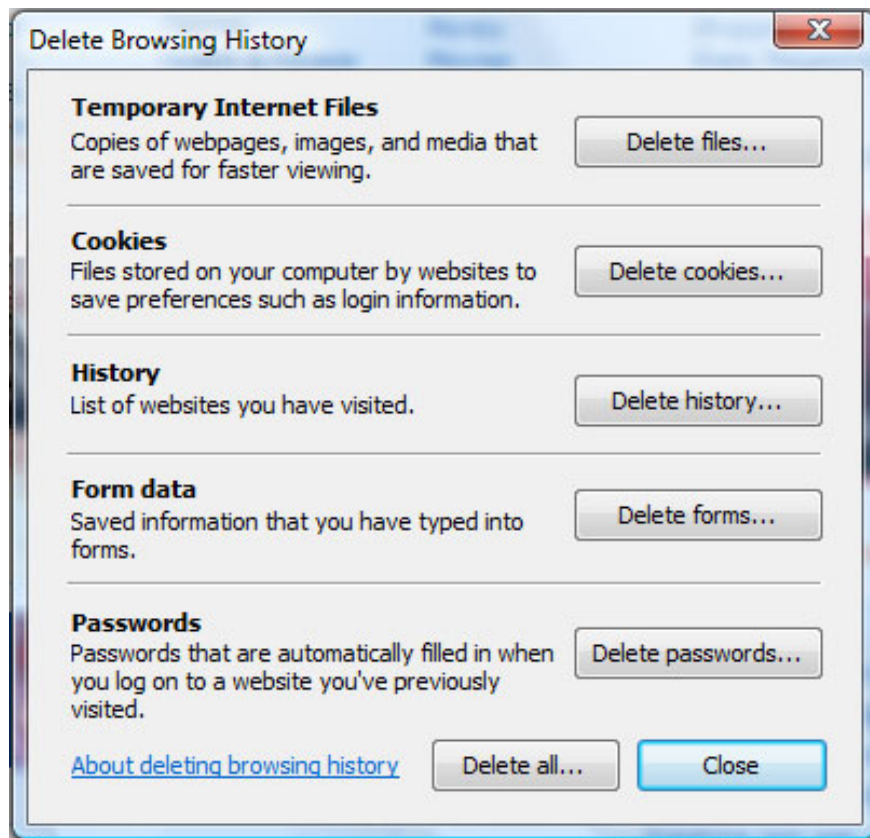 Delete Browsing History
Temporary Internet Files
Copies of webpages, images, and media that
are saved for faster viewing.
Delete files...
Cookies
Files stored on your computer by websites to
save preferences such as login information.
Delete cookies...
History
List of websites you have visited.
Delete history...
Form data
Saved information that you have typed into
forms.
Delete forms...
Passwords
Passwords that are automatically filled in when
you log on to a website you've previously
visited.
Delete passwords...
About deleting browsing history
Delete all...
Close